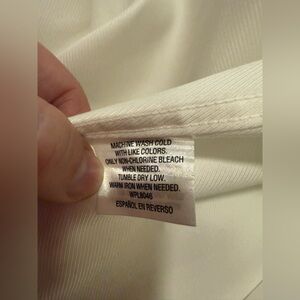 MACHINE WASH COLD
WITH LIKE COLORS.
ONLY NON-CHLORINE BLEACH
WHEN NEEDED.
TUMBLE DRY LOW.
WARM IRON WHEN NEEDED.
WPL8046
ESPAÑOL EN REVERSO